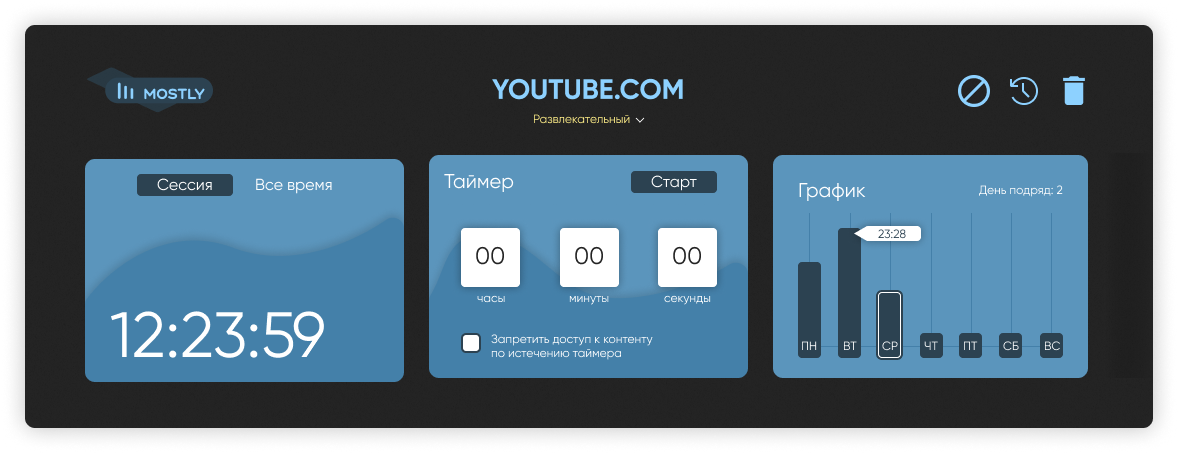 MOSTLY
YOUTUBE.COM
Развлекательный
Сессия
Все время
12:23:59
Таймер
Старт
00
00
00
часы
минуты
секунды
Запретить доступ к контенту
по истечению таймера
График
День подряд: 2
23:28
ПН
ВТ
СР
ЧТ
ПТ
СБ
ВС